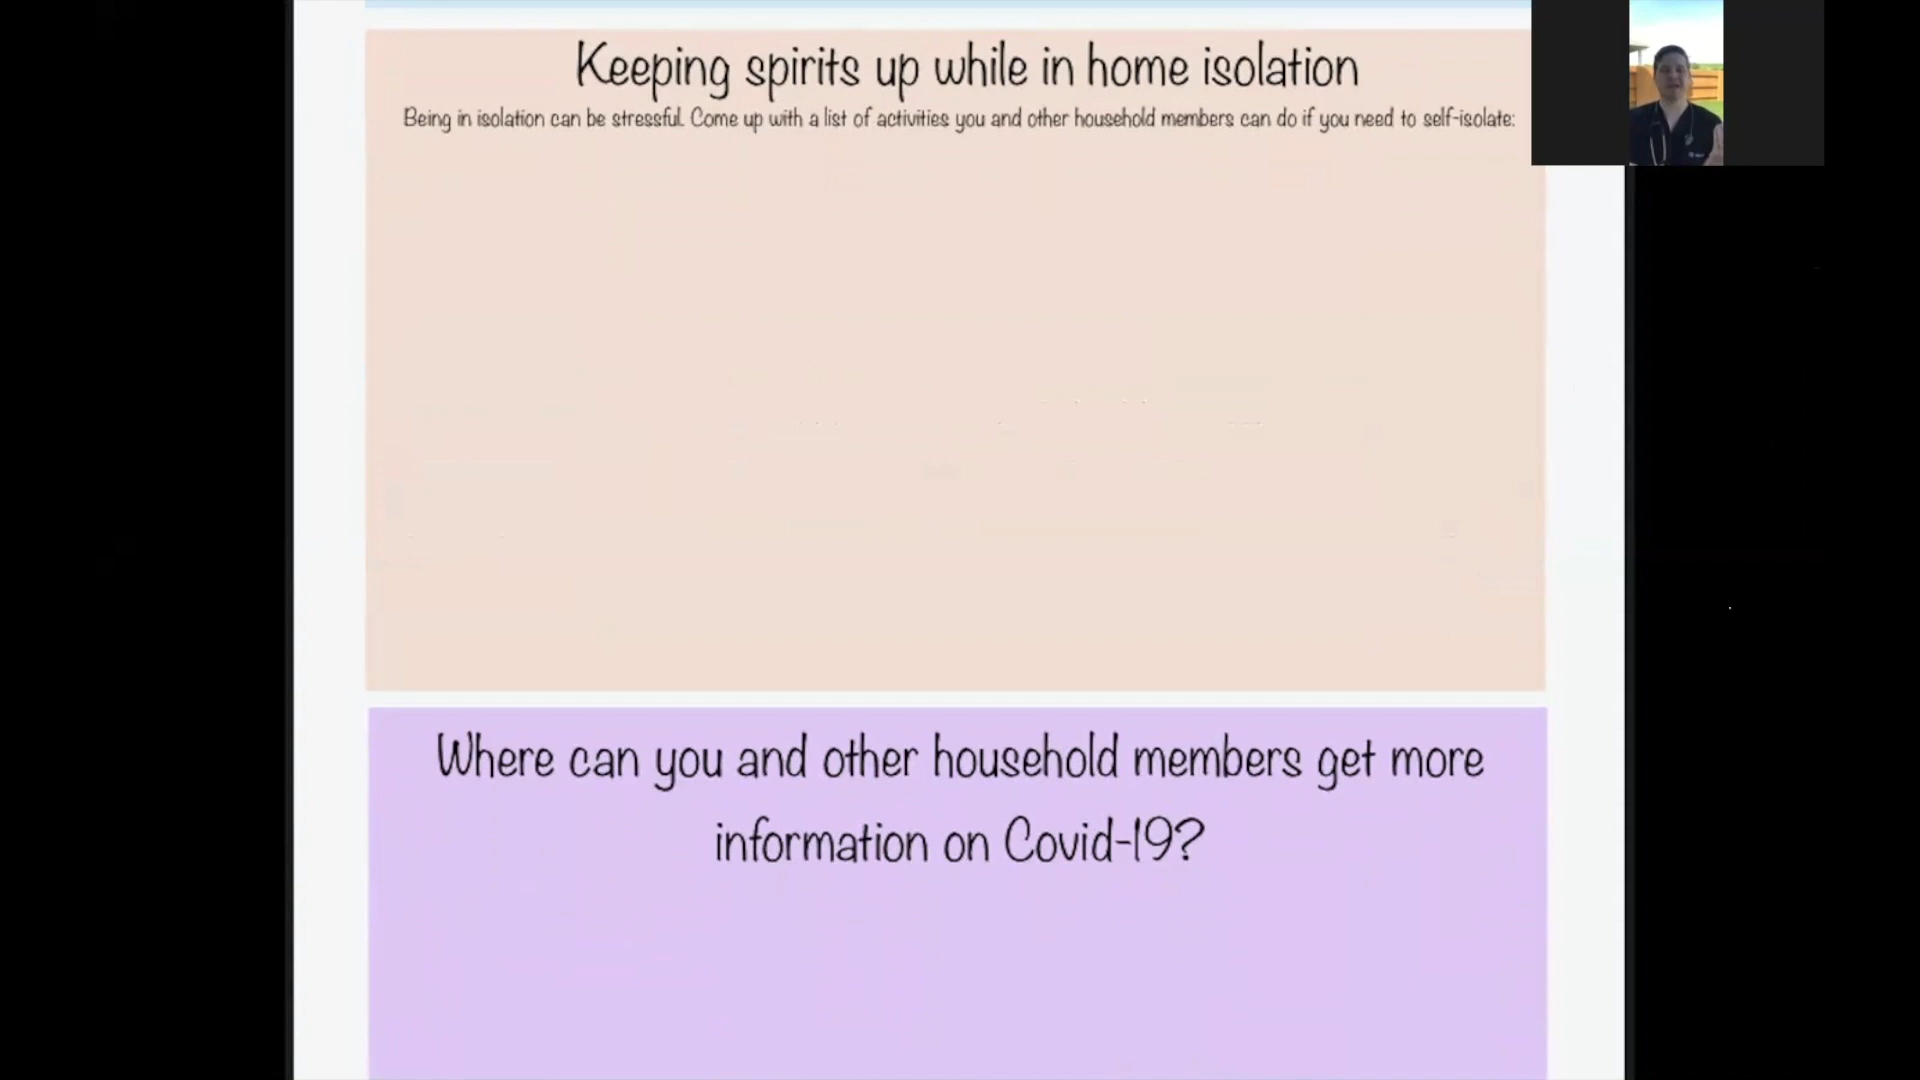 Keeping spirits up while in home isolation
Being in isolation can be stressful. Come up with a list of activities you and other household members can do if you need to self-isolate:
Where can you and other household members get more
information on Covid-19?